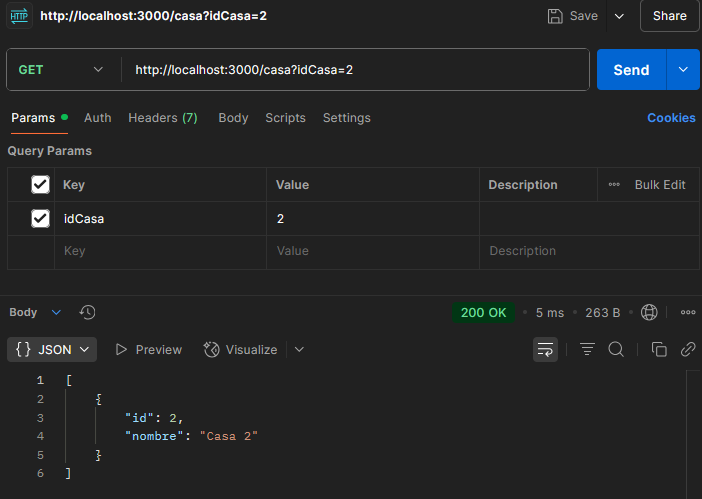 HTTP http://localhost:3000/casa?idCasa=2 Save Share
GET http://localhost:3000/casa?idCasa=2 Send
Params Auth Headers (7) Body Scripts Settings Cookies
Query Params
Key Value Description Bulk Edit
idCasa 2
Key Value Description
Body 200 OK 5 ms 263 B
{} JSON Preview Visualize
1 [
2 {
3 "id": 2,
4 "nombre": "Casa 2"
5 }
6 ]